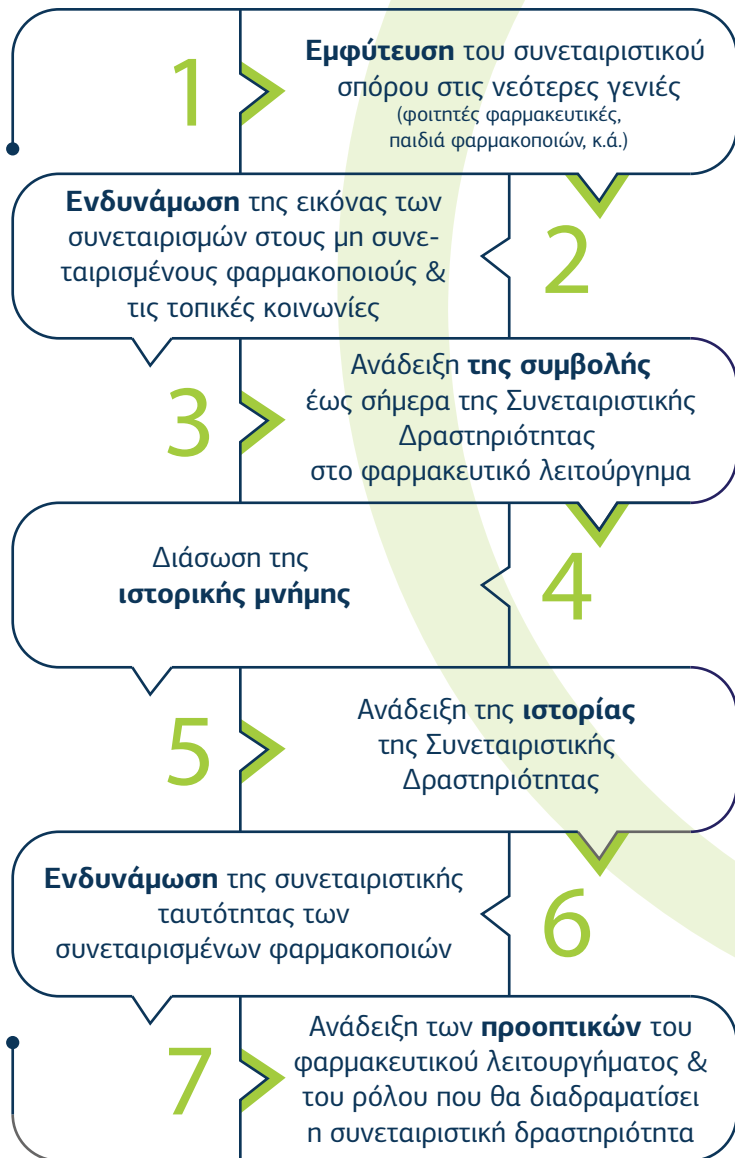 1
Εμφύτευση του συνεταιριστικού
σπόρου στις νεότερες γενιές
(φοιτητές φαρμακευτικές,
παιδιά φαρμακοποιών, κ.ά.)
Ενδυνάμωση της εικόνας των
συνεταιρισμών στους μη συνε-
ταιρισμένους φαρμακοποιούς &
τις τοπικές κοινωνίες
2
3
Ανάδειξη της συμβολής
έως σήμερα της Συνεταιριστικής
Δραστηριότητας
στο φαρμακευτικό λειτούργημα
Διάσωση της
ιστορικής μνήμης
4
5
Ανάδειξη της ιστορίας
της Συνεταιριστικής
Δραστηριότητας
Ενδυνάμωση της συνεταιριστικής
ταυτότητας των
συνεταιρισμένων φαρμακοποιών
6
7
Ανάδειξη των προοπτικών του
φαρμακευτικού λειτουργήματος &
του ρόλου που θα διαδραματίσει
η συνεταιριστική δραστηριότητα